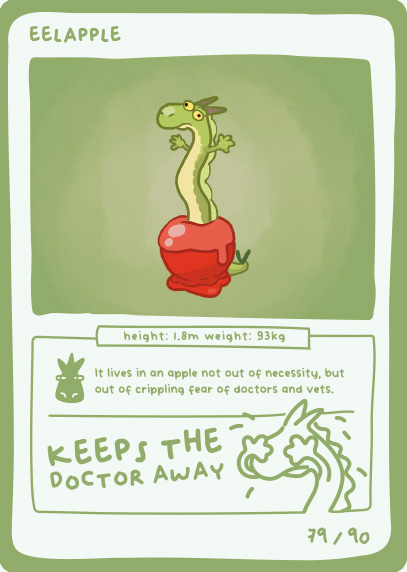 EELAPPLE
height: 1.8m weight: 93kg
It lives in an apple not out of necessity, but
out of crippling fear of doctors and vets.
KEEPS THE
DOCTOR AWAY
79 / 90